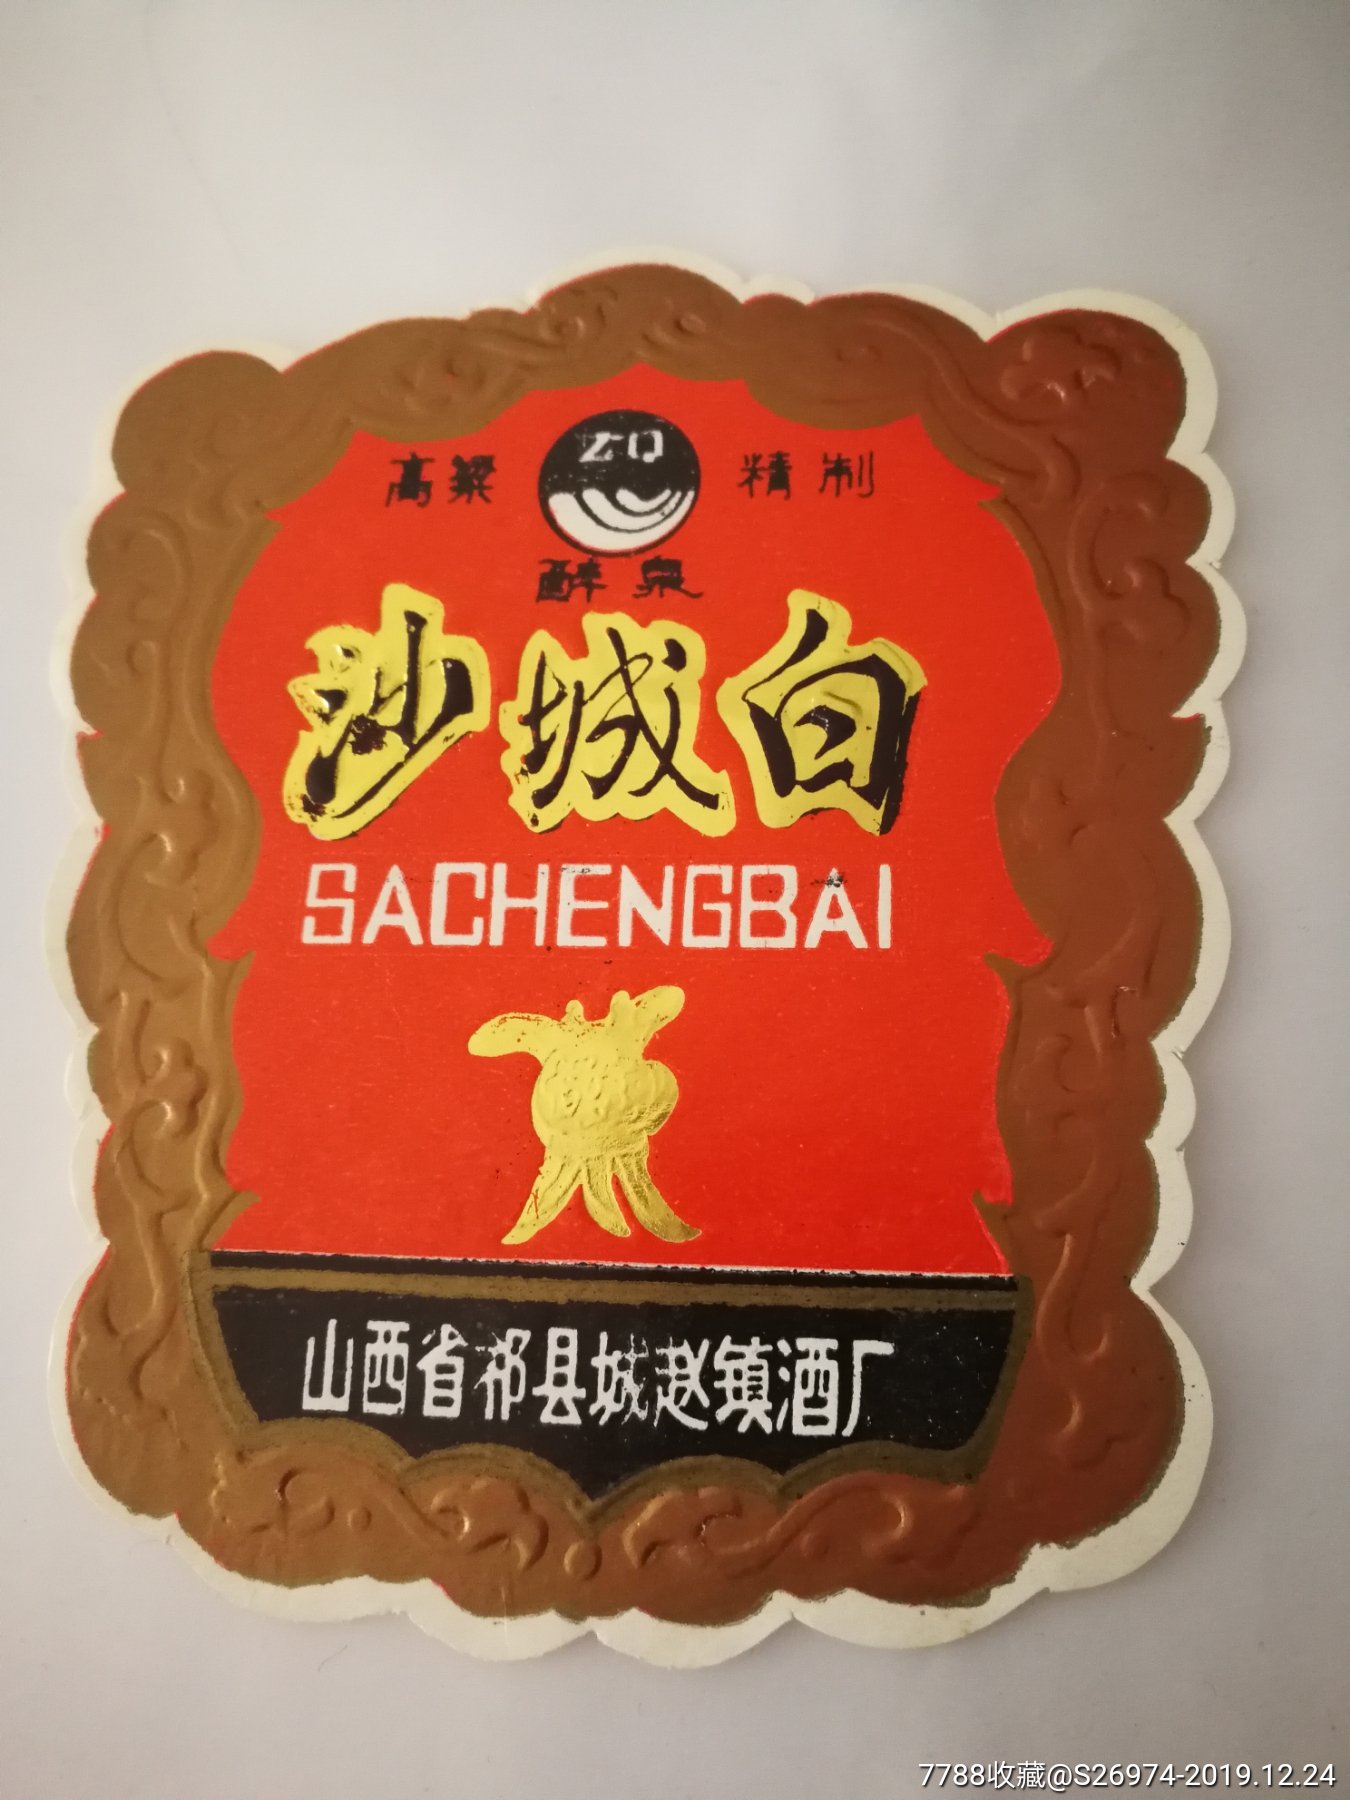 高粱 ZQ 精制
醉泉
沙城白
SACHENGBAI
山西省祁县城赵镇酒厂
7788收藏@S26974-2019.12.24